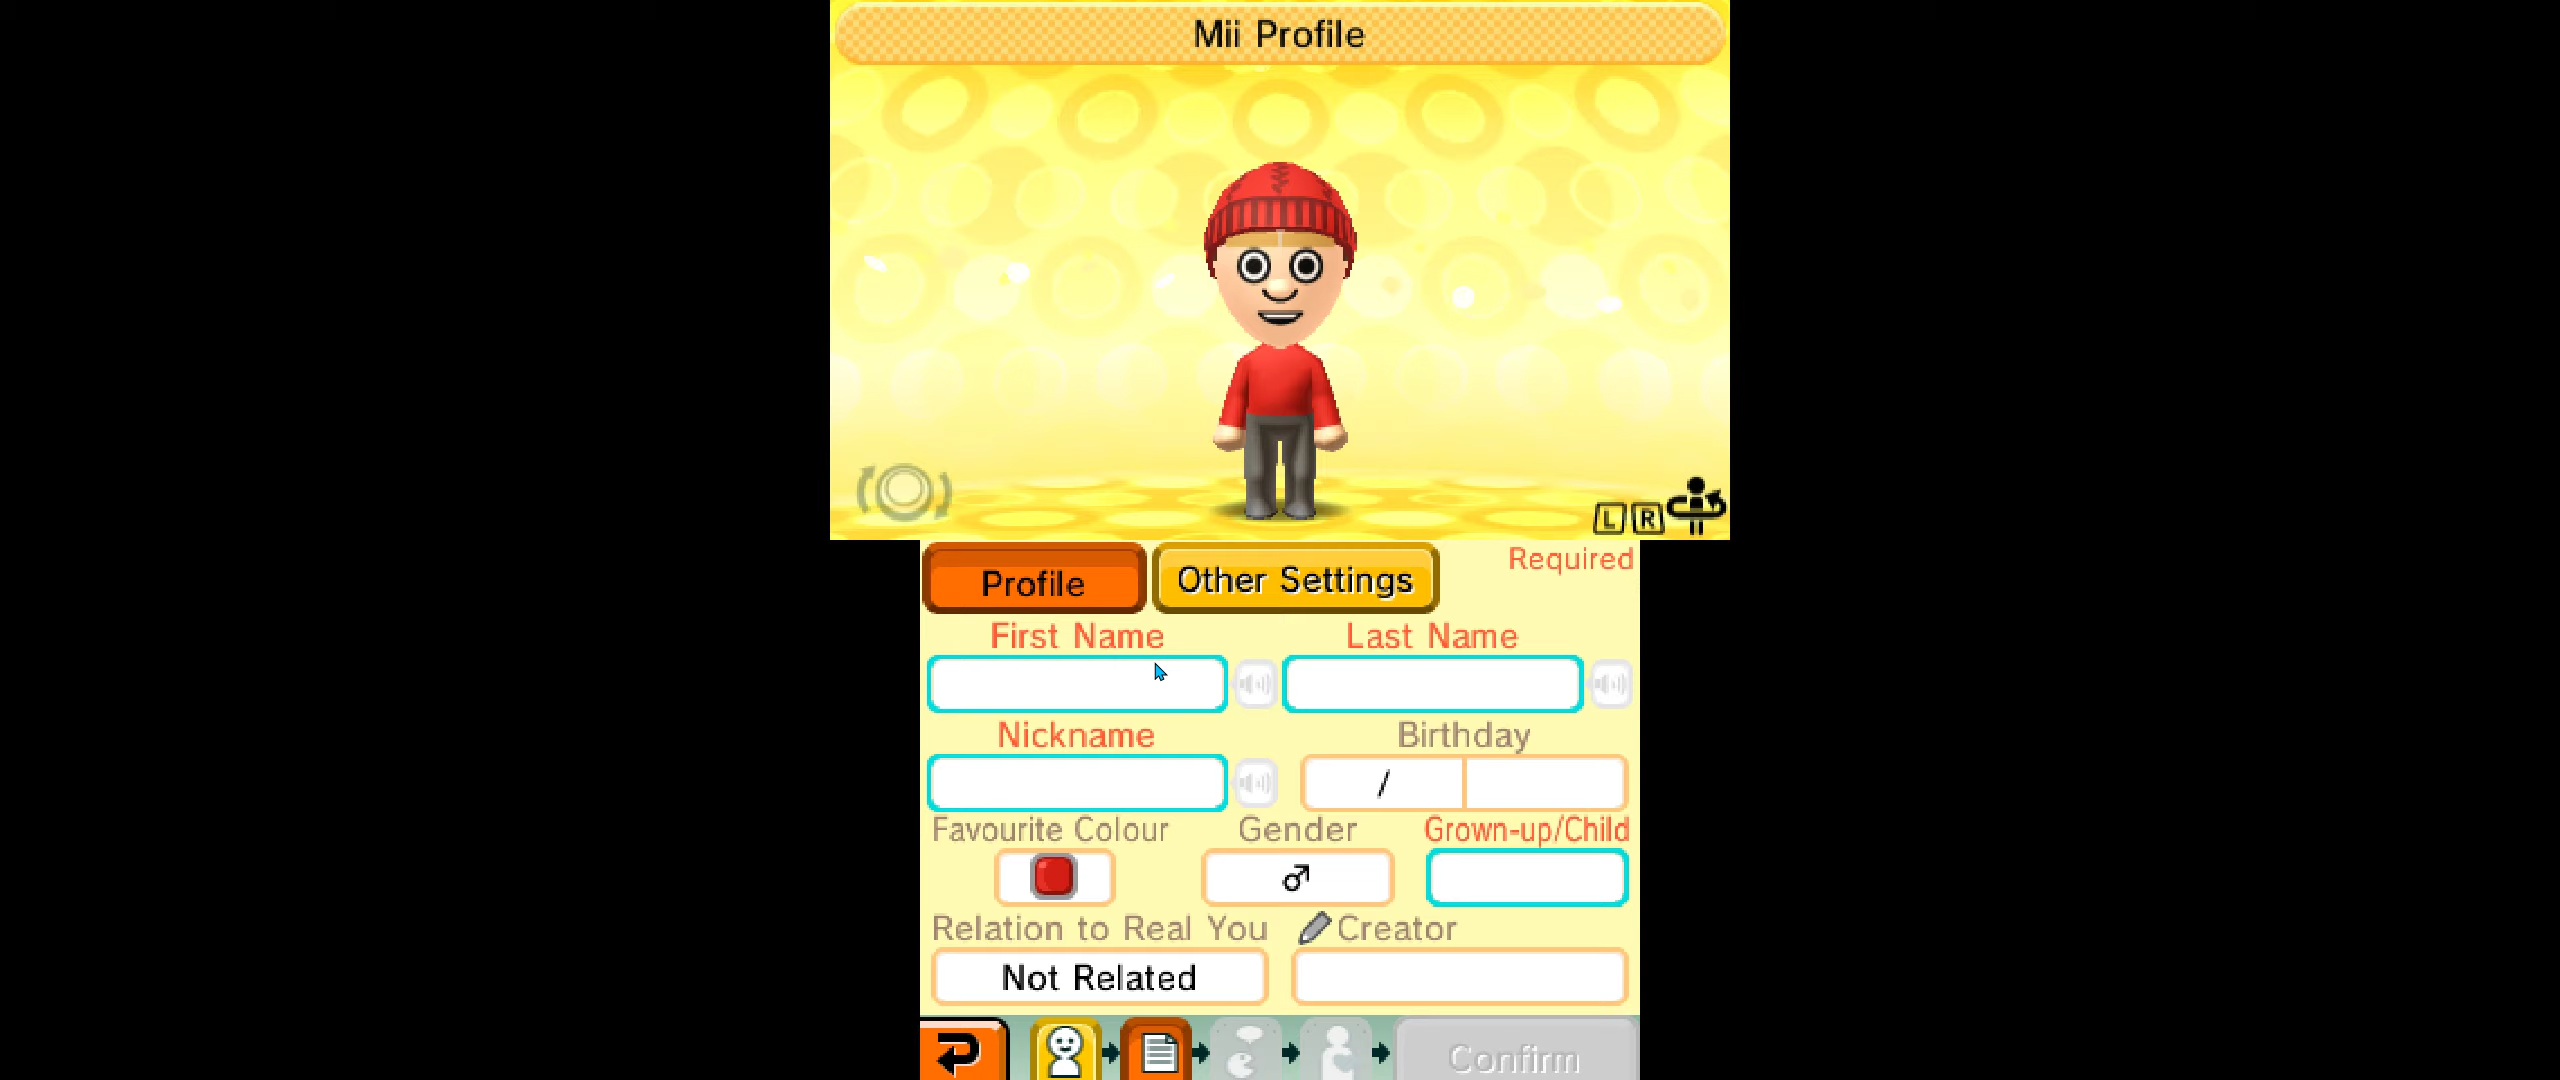 Mii Profile
L R
Profile
Other Settings
Required
First Name
Last Name
Nickname
Birthday
/
Favourite Colour
Gender
Grown-up/Child
♂
Relation to Real You
Creator
Not Related
Confirm